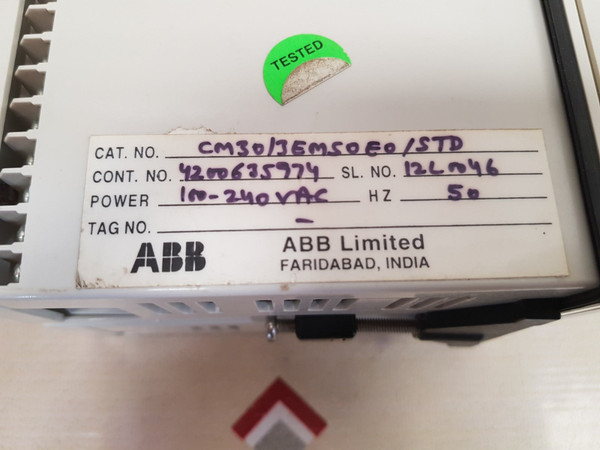 TESTED
CAT. NO. CM30/3EM50E0/STD
CONT. NO. 4200635974 SL. NO. 12L0046
POWER 100-240VAC HZ 50
TAG NO. -
ABB ABB Limited
FARIDABAD, INDIA